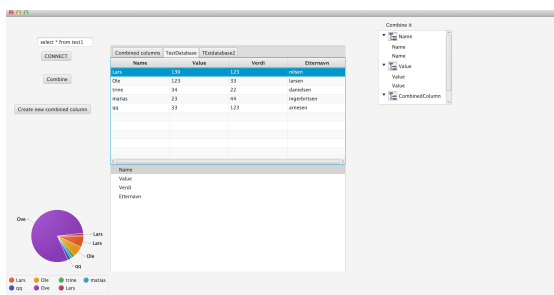 Combine it
select * from test1
CONNECT
Combine
Create new combined column
Combined columns TestDatabase TEstdatabase2
Name Value Verdi Etternavn
Lars 130 123 nilsen
Ole 123 33 larsen
trine 34 22 danielsen
matias 23 44 ingerbritsen
qq 33 123 arnesen
Name
Value
Verdi
Etternavn
Name
Name
Name
Value
Value
Value
CombinedColumn
Ove
Lars
Lars
Ole
qq
Lars Ole trine matias
qq Ove Lars